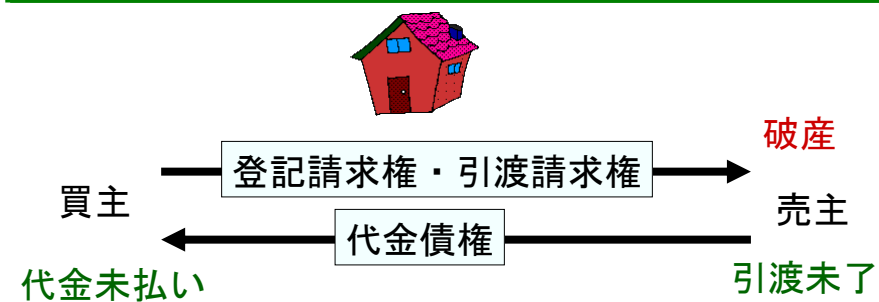 破産
登記請求権・引渡請求権
買主
売主
代金債権
代金未払い
引渡未了